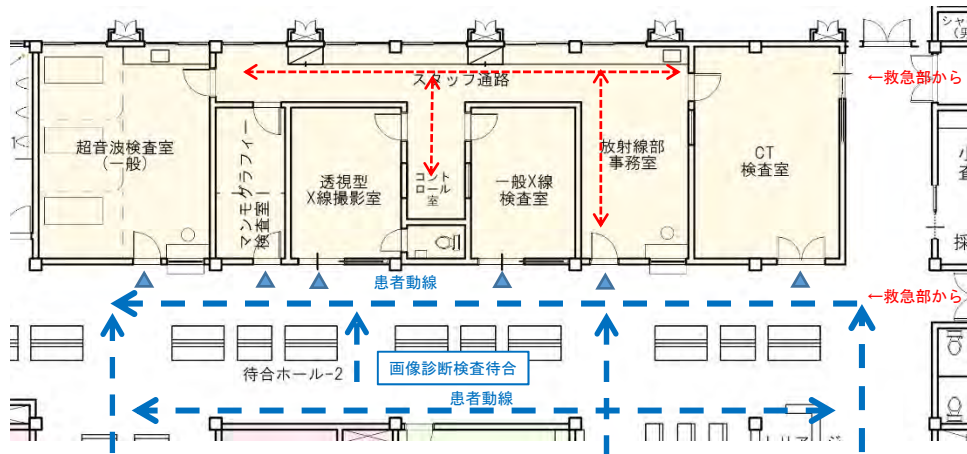 シャ
(男
スタッフ通路
←救急部から
超音波検査室
(一般)
マンモグラフィー
検査室
透視型
X線撮影室
コント
ロール
室
一般X線
検査室
放射線部
事務室
CT
検査室
採
患者動線
←救急部から
待合ホール-2
画像診断検査待合
患者動線